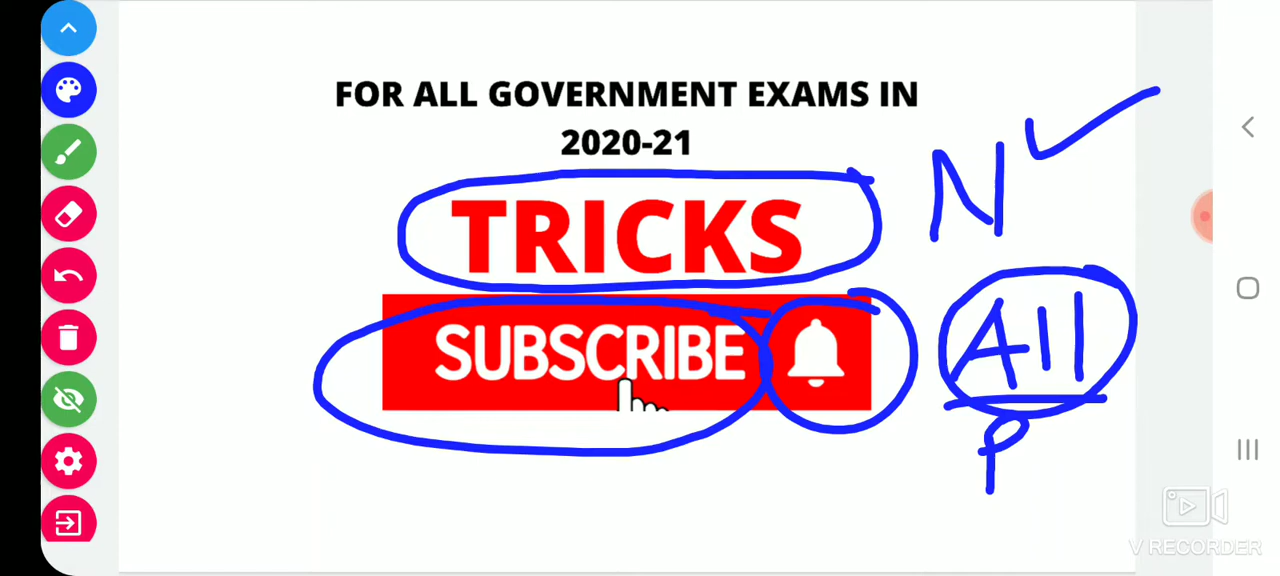 FOR ALL GOVERNMENT EXAMS IN
2020-21
N
TRICKS
SUBSCRIBE
All
P
V RECORDER